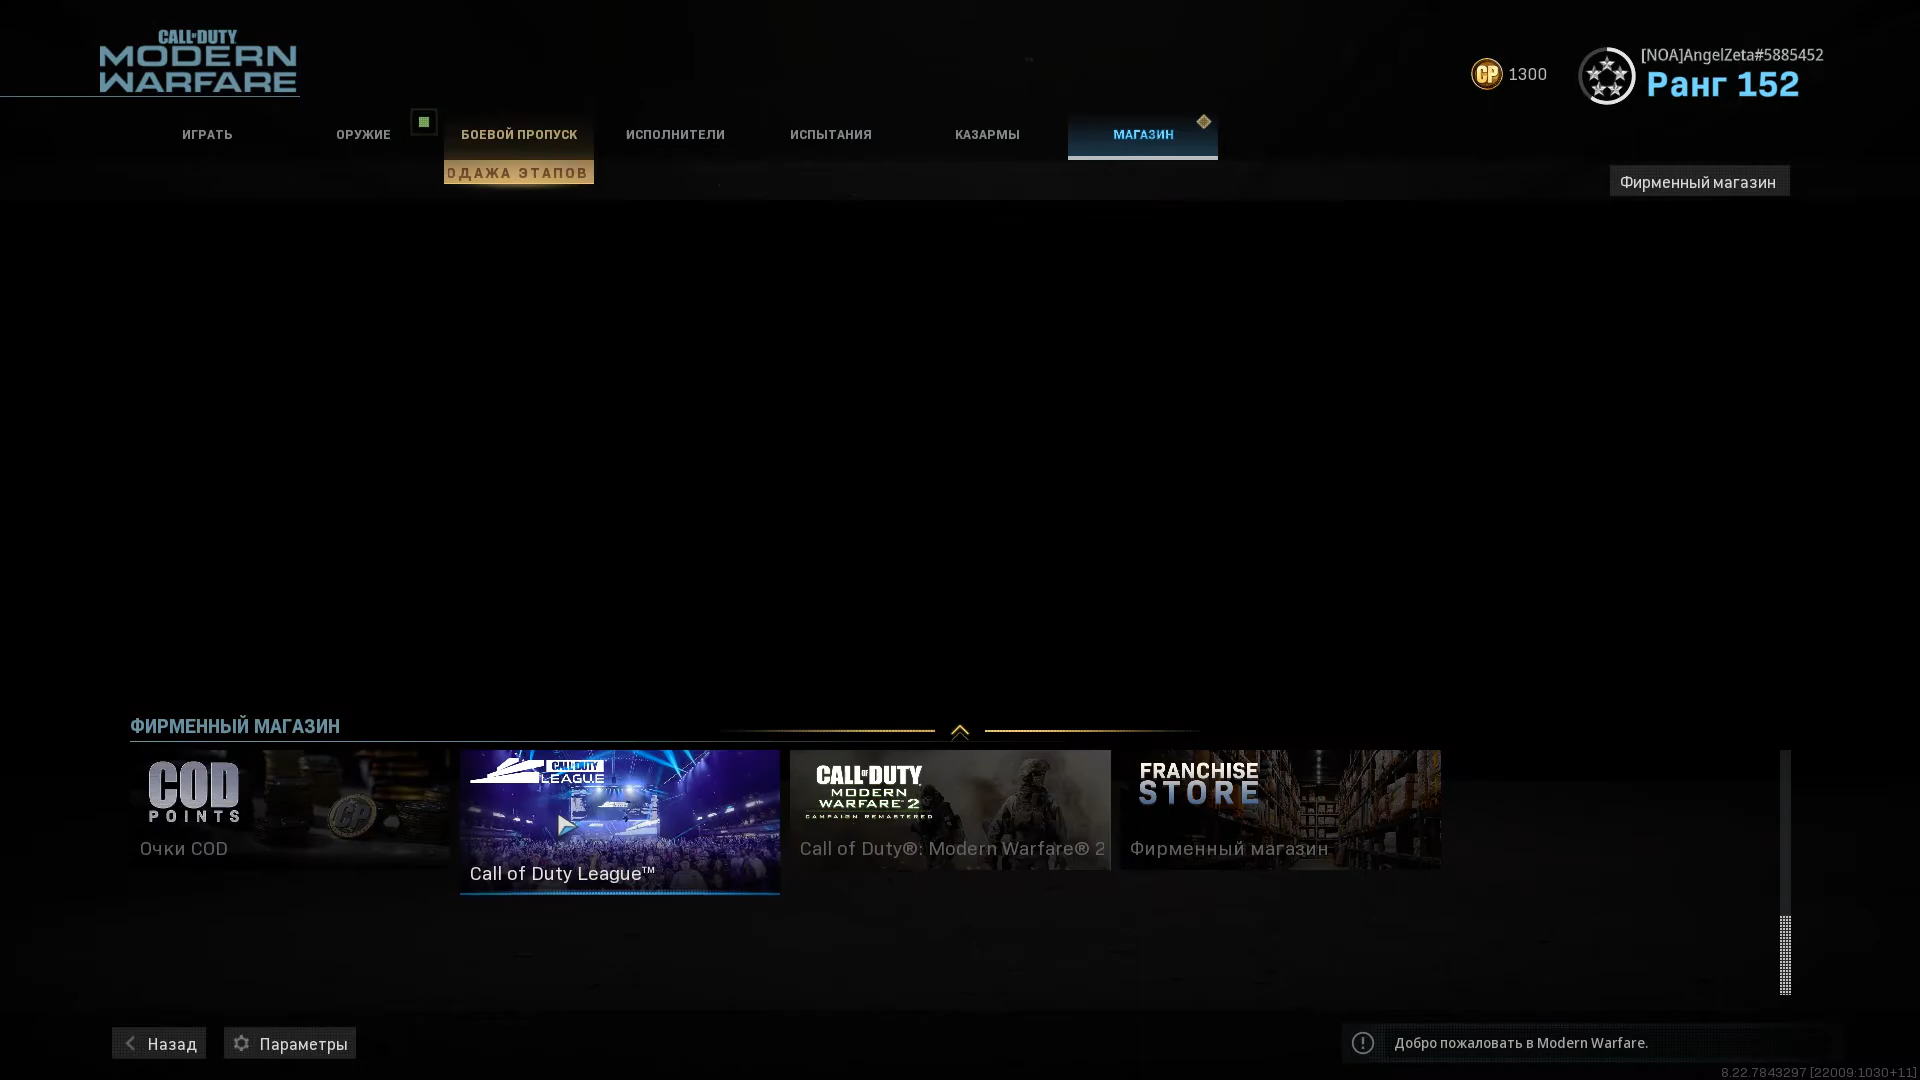 CALL OF DUTY
MODERN
WARFARE
CP 1300
[NOA]AngelZeta#5885452
Ранг 152
ИГРАТЬ
ОРУЖИЕ
БОЕВОЙ ПРОПУСК
ИСПОЛНИТЕЛИ
ИСПЫТАНИЯ
КАЗАРМЫ
МАГАЗИН
ОДАЖА ЭТАПОВ
Фирменный магазин
ФИРМЕННЫЙ МАГАЗИН
COD
POINTS
Очки COD
CALL OF DUTY
LEAGUE
Call of Duty League™
CALL OF DUTY
MODERN
WARFARE 2
CAMPAIGN REMASTERED
Call of Duty®: Modern Warfare® 2
FRANCHISE
STORE
Фирменный магазин
Назад
Параметры
Добро пожаловать в Modern Warfare.
8.22.7843297 [22009:1030+11]